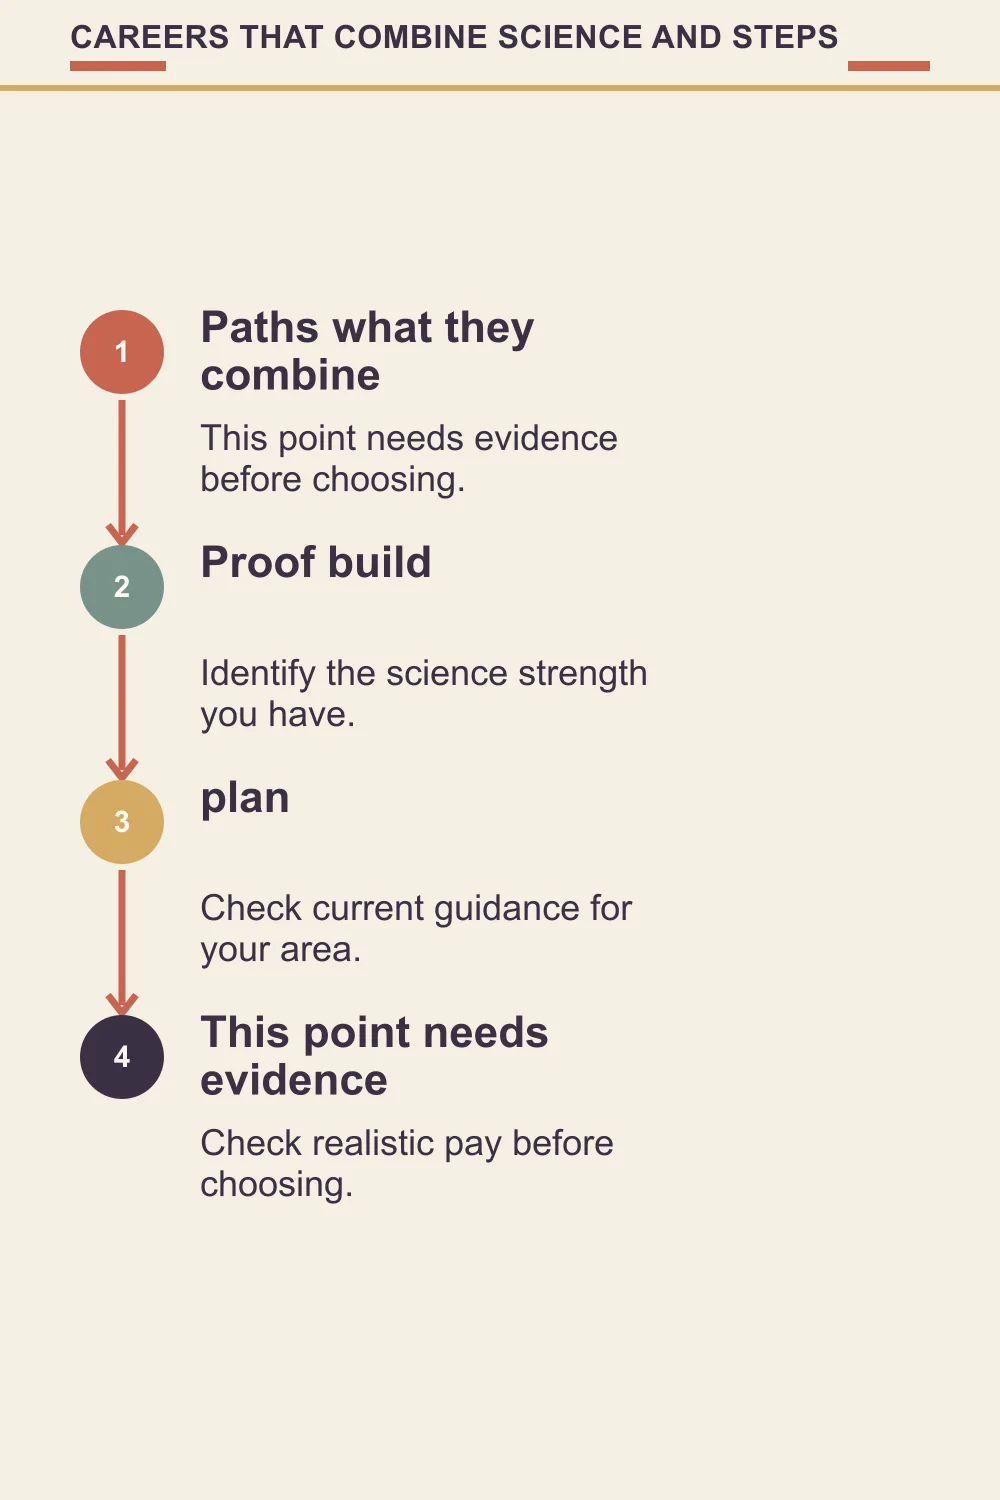 CAREERS THAT COMBINE SCIENCE AND STEPS
1
Paths what they
combine
This point needs evidence
before choosing.
2
Proof build
Identify the science strength
you have.
3
plan
Check current guidance for
your area.
4
This point needs
evidence
Check realistic pay before
choosing.